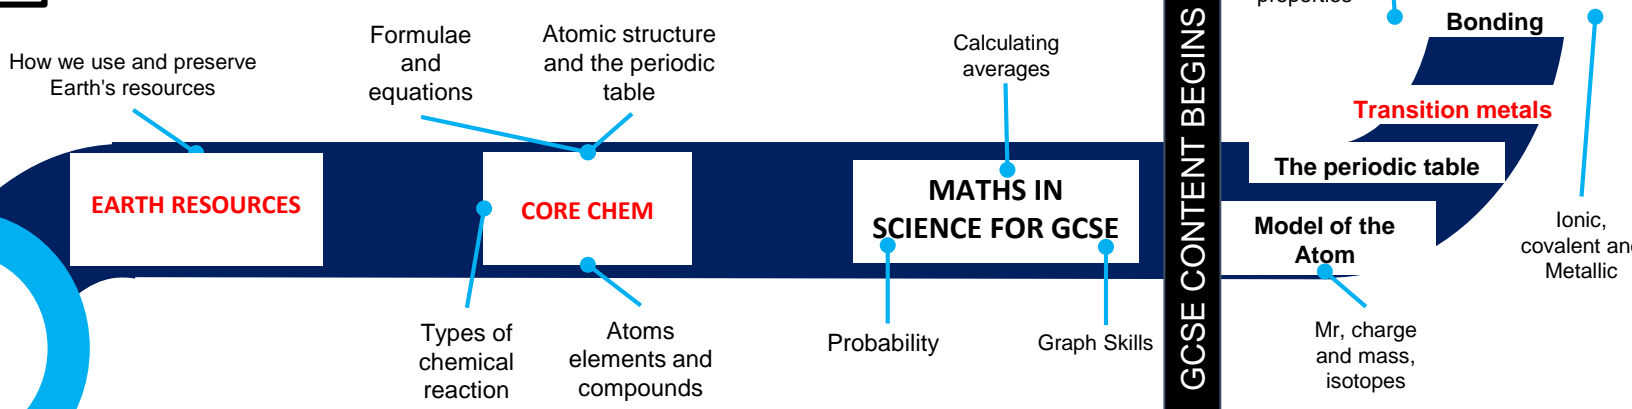 How we use and preserve
Earth's resources
Formulae
and
equations
Atomic structure
and the periodic
table
Calculating
averages
EARTH RESOURCES
CORE CHEM
MATHS IN
SCIENCE FOR GCSE
Types of
chemical
reaction
Atoms
elements and
compounds
Probability
Graph Skills
GCSE CONTENT BEGINS
Bonding
Transition metals
The periodic table
Model of the
Atom
Ionic,
covalent and
Metallic
Mr, charge
and mass,
isotopes